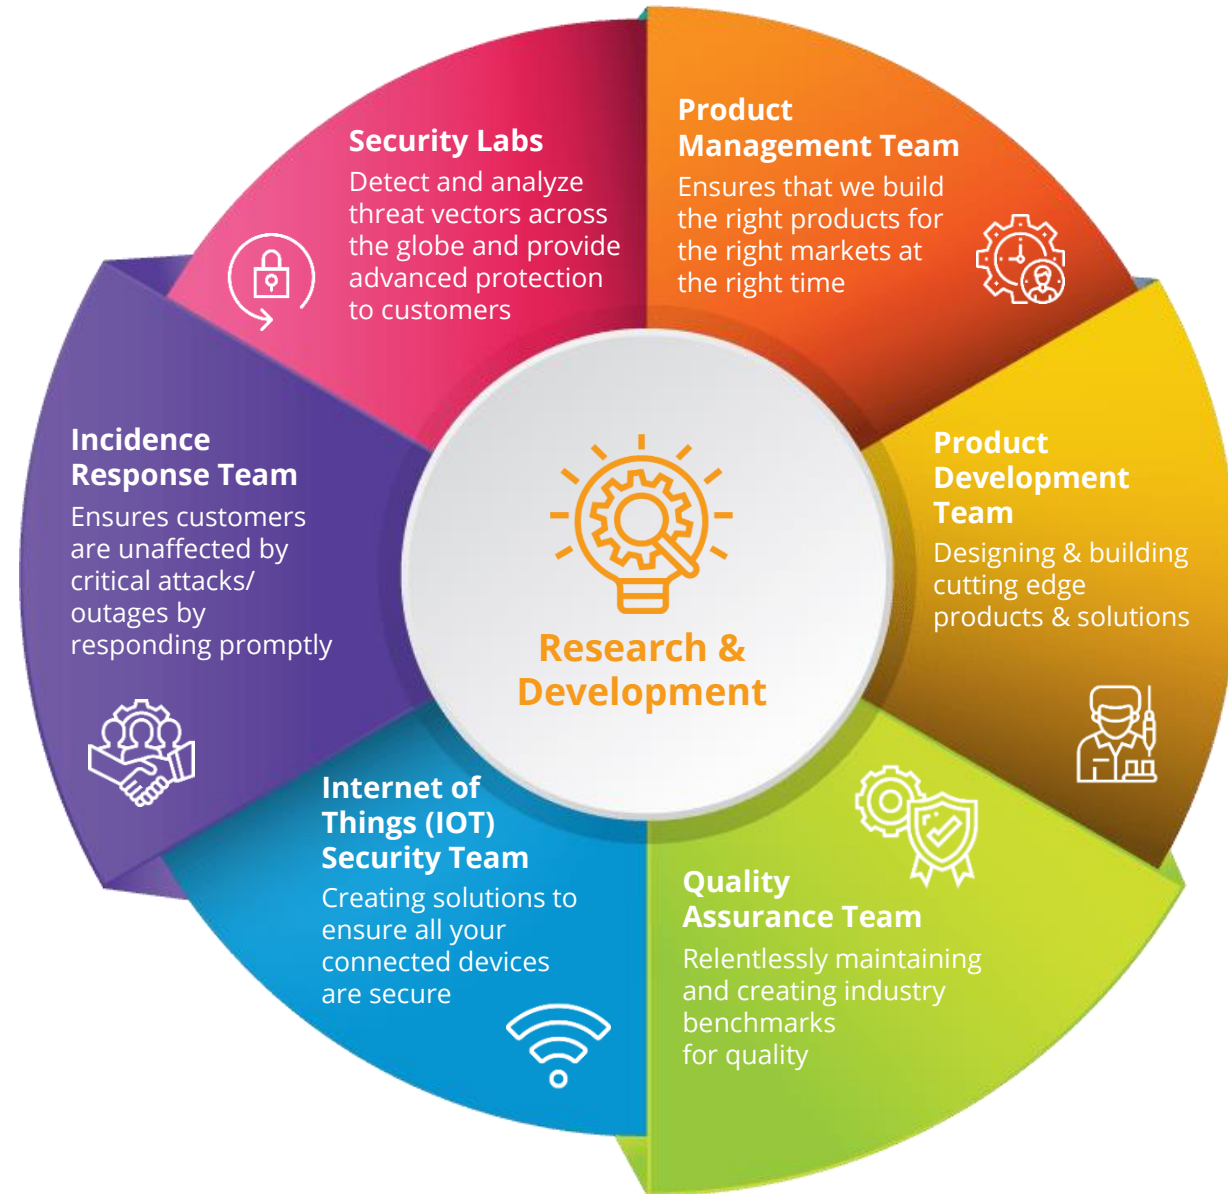 Security Labs
Detect and analyze
threat vectors across
the globe and provide
advanced protection
to customers
Product
Management Team
Ensures that we build
the right products for
the right markets at
the right time
Incidence
Response Team
Ensures customers
are unaffected by
critical attacks/
outages by
responding promptly
Research &
Development
Product
Development
Team
Designing & building
cutting edge
products & solutions
Internet of
Things (IOT)
Security Team
Creating solutions to
ensure all your
connected devices
are secure
Quality
Assurance Team
Relentlessly maintaining
and creating industry
benchmarks
for quality